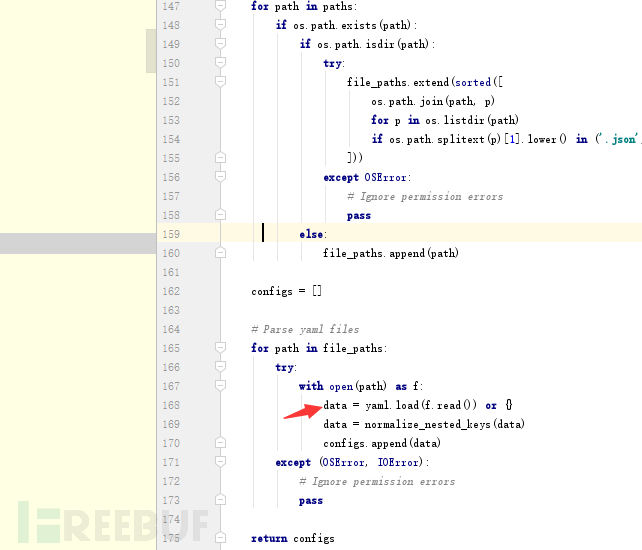 147 for path in paths:
148 if os.path.exists(path):
149 if os.path.isdir(path):
150 try:
151 file_paths.extend(sorted([
152 os.path.join(path, p)
153 for p in os.listdir(path)
154 if os.path.splitext(p)[1].lower() in ('.json'
155 ]))
156 except OSError:
157 # Ignore permission errors
158 pass
159 else:
160 file_paths.append(path)
161
162 configs = []
163
164 # Parse yaml files
165 for path in file_paths:
166 try:
167 with open(path) as f:
168 data = yaml.load(f.read()) or {}
169 data = normalize_nested_keys(data)
170 configs.append(data)
171 except (OSError, IOError):
172 # Ignore permission errors
173 pass
174
175 return configs
FREEBUF